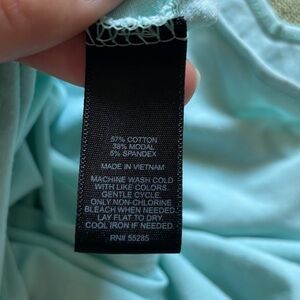 57% COTTON
38% MODAL
5% SPANDEX
MADE IN VIETNAM
MACHINE WASH COLD
WITH LIKE COLORS.
GENTLE CYCLE.
ONLY NON-CHLORINE
BLEACH WHEN NEEDED.
LAY FLAT TO DRY.
COOL IRON IF NEEDED.
RN# 55285